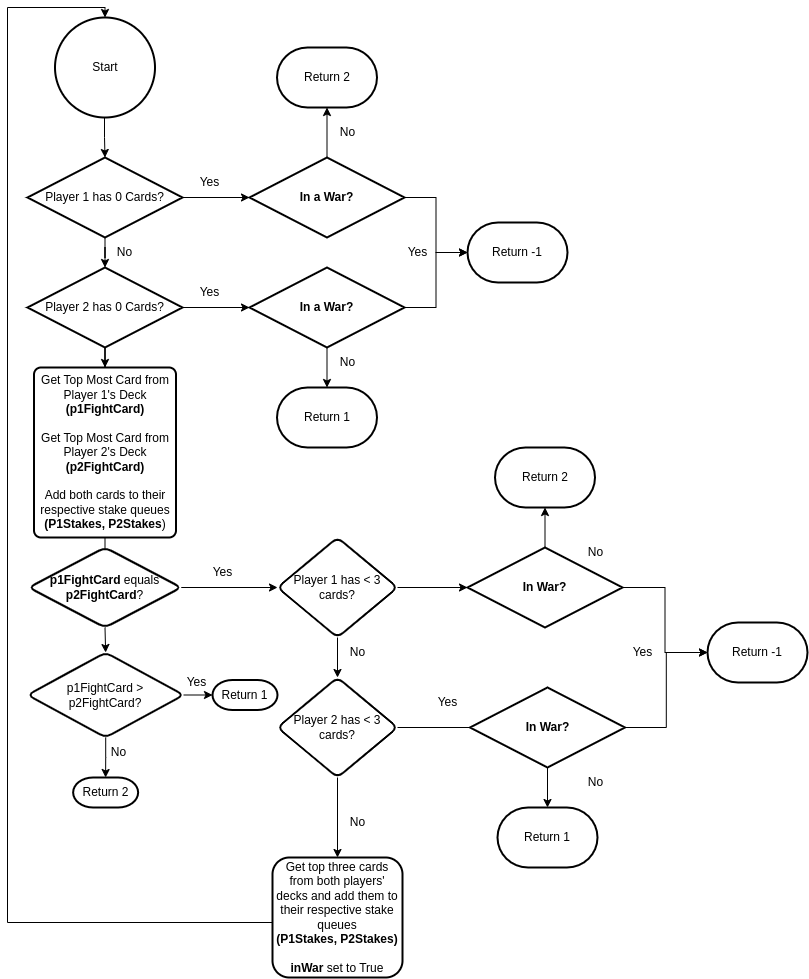 Start
Return 2
No
Player 1 has 0 Cards?
Yes
In a War?
No
Yes
Return -1
Player 2 has 0 Cards?
Yes
In a War?
No
Return 1
Get Top Most Card from
Player 1's Deck
(p1FightCard)
Get Top Most Card from
Player 2's Deck
(p2FightCard)
Add both cards to their
respective stake queues
(P1Stakes, P2Stakes)
p1FightCard equals
p2FightCard?
Yes
Player 1 has < 3
cards?
Return 2
No
In War?
No
Yes
Return -1
p1FightCard >
p2FightCard?
Yes
Return 1
No
Return 2
Player 2 has < 3
cards?
Yes
In War?
No
Return 1
No
Get top three cards
from both players'
decks and add them to
their respective stake
queues
(P1Stakes, P2Stakes)
inWar set to True